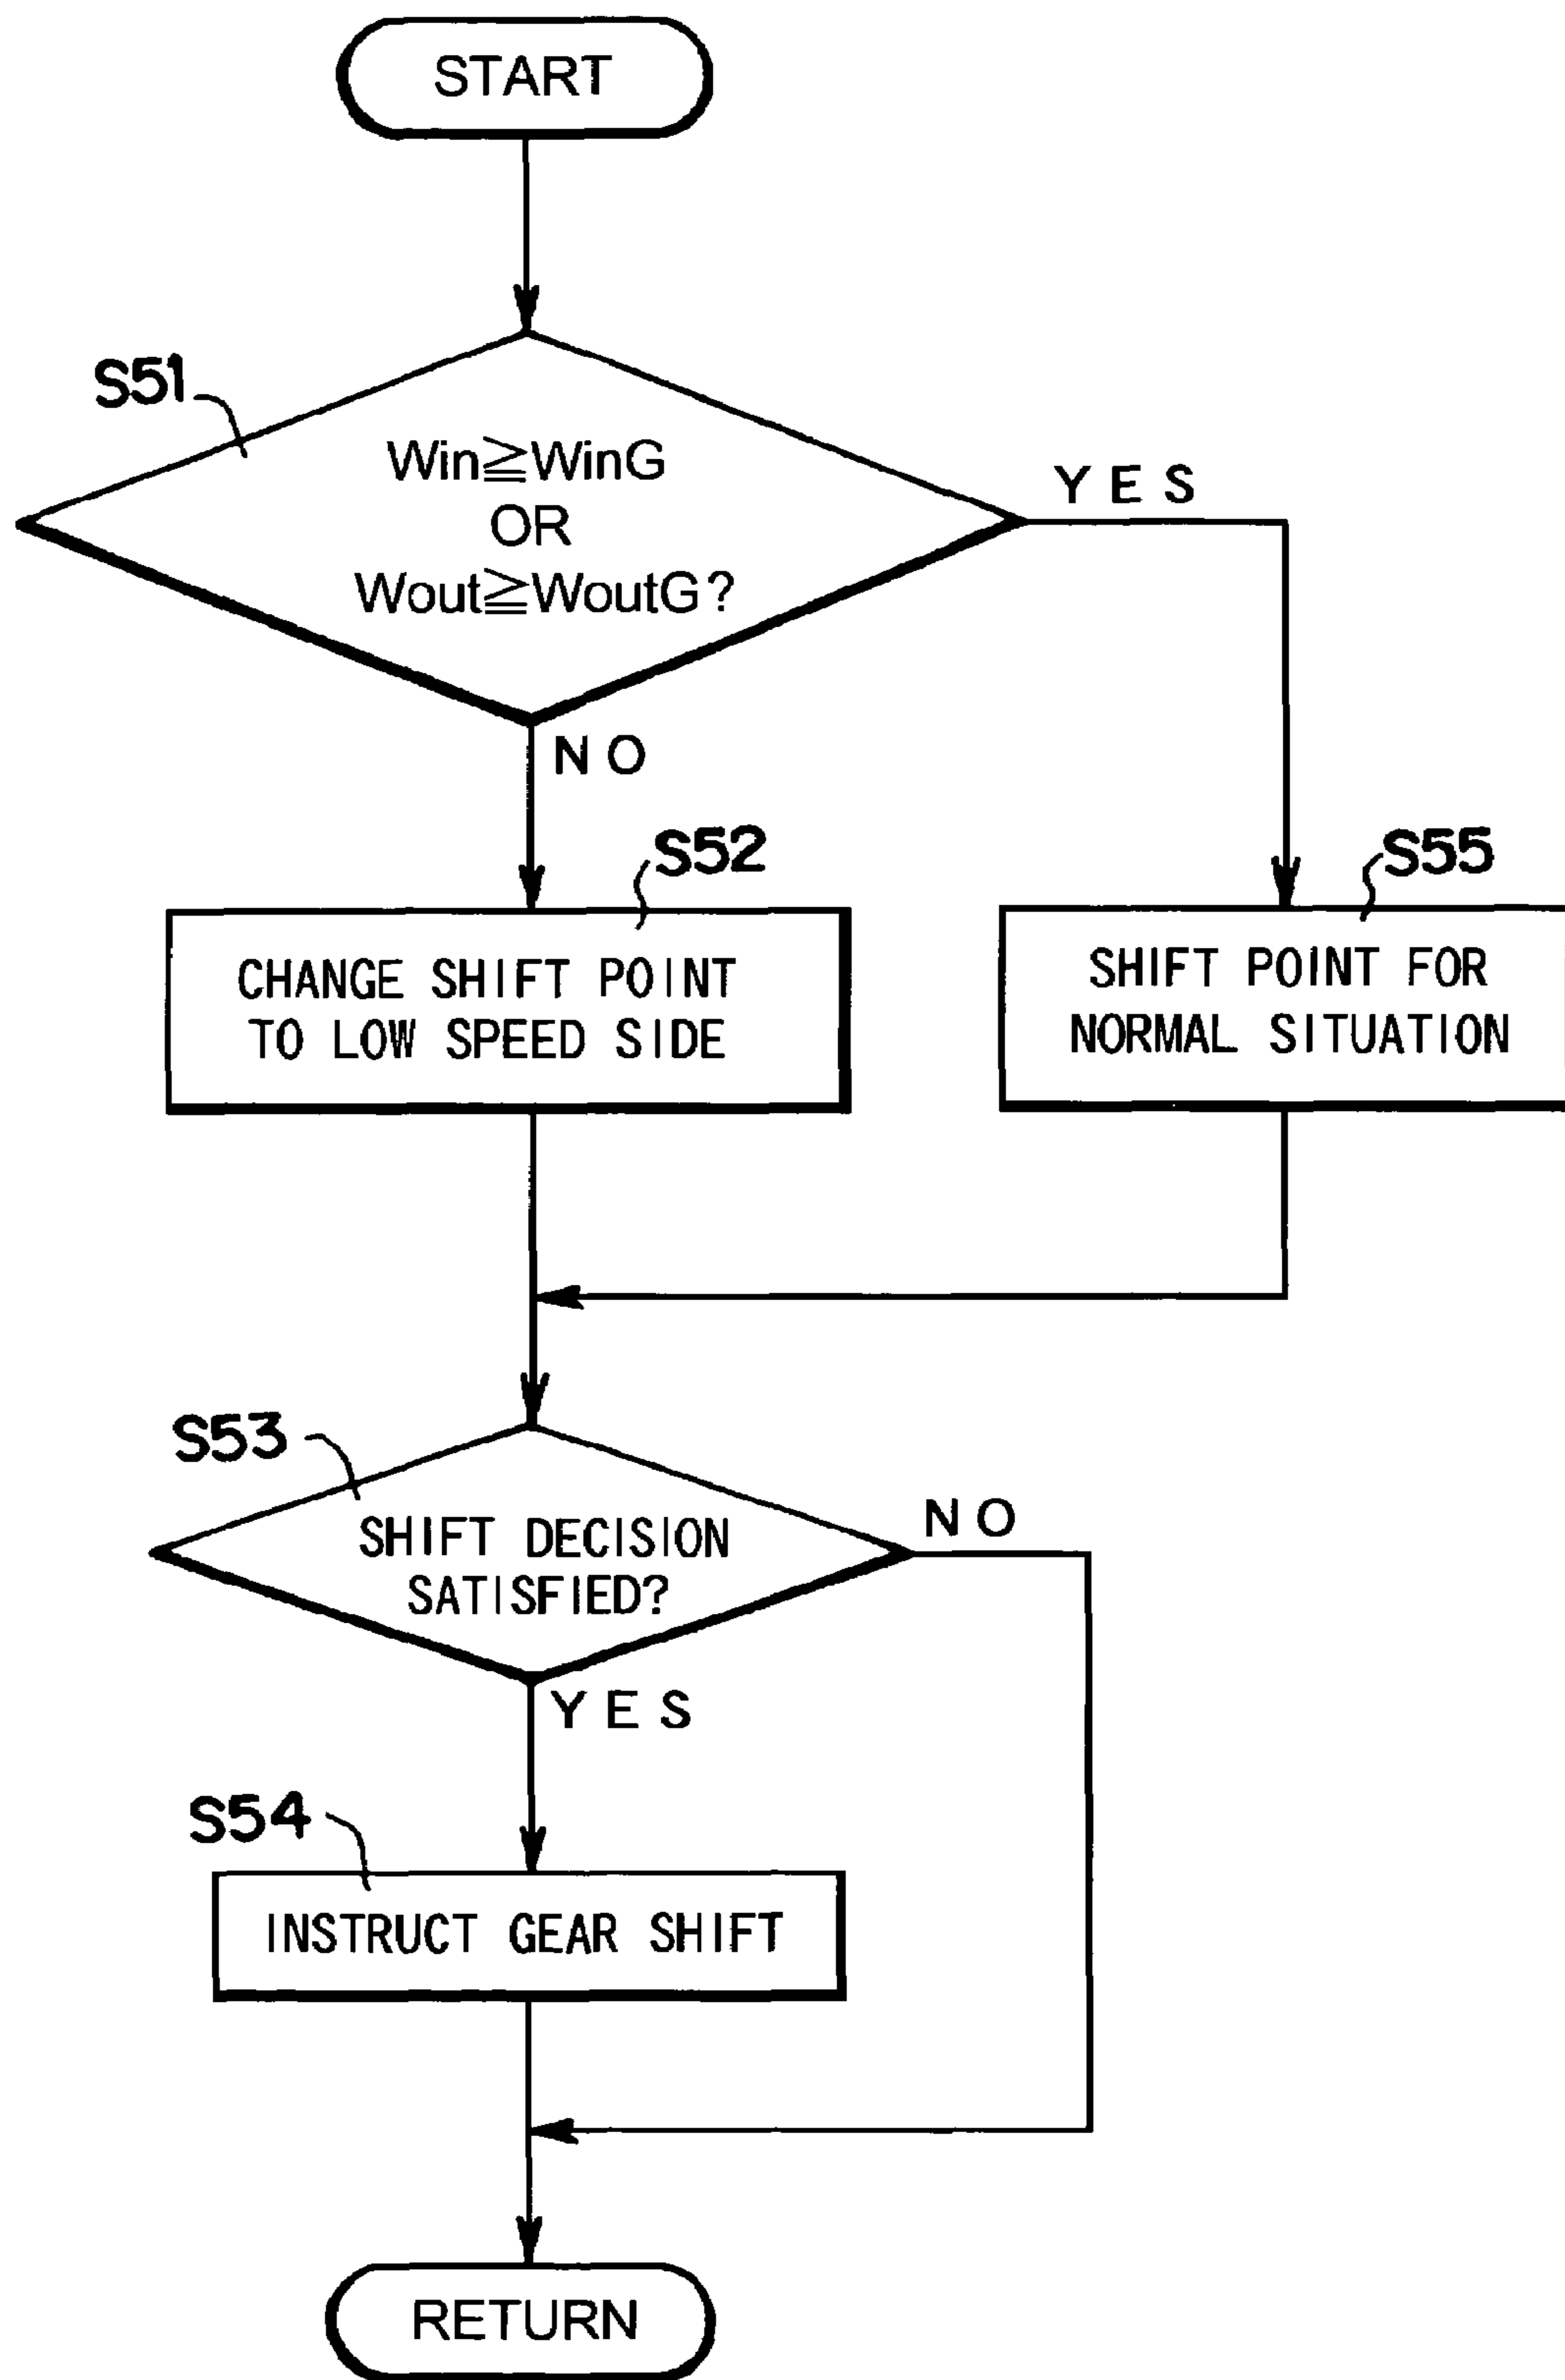 START
S51
Win≧WinG
OR
Wout≧WoutG?
YES
NO
S52
CHANGE SHIFT POINT
TO LOW SPEED SIDE
S55
SHIFT POINT FOR
NORMAL SITUATION
S53
SHIFT DECISION
SATISFIED?
NO
YES
S54
INSTRUCT GEAR SHIFT
RETURN